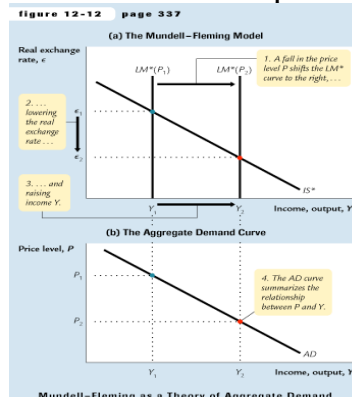 figure 12-12 page 337
(a) The Mundell–Fleming Model
Real exchange
rate, ϵ
LM*(P₁)
LM*(P₂)
1. A fall in the price
level P shifts the LM*
curve to the right, . . .
2. . . .
lowering
the real
exchange
rate . . .
ϵ₁
ϵ₂
3. . . . and
raising
income Y.
IS*
Y₁
Y₂
Income, output, Y
(b) The Aggregate Demand Curve
Price level, P
P₁
P₂
4. The AD curve
summarizes the
relationship
between P and Y.
AD
Y₁
Y₂
Income, output, Y
Mundell–Fleming as a Theory of Aggregate Demand